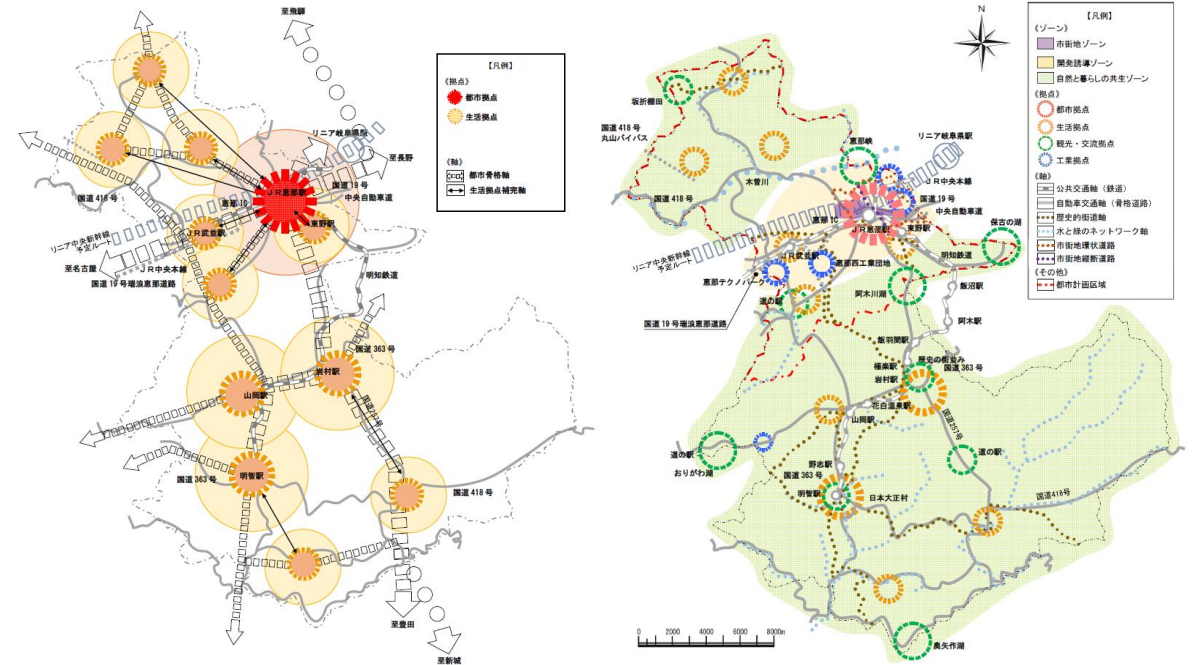 至飛騨
【凡例】
《拠点》
都市拠点
生活拠点
《軸》
都市骨格軸
生活拠点補完軸
リニア岐阜県駅
至長野
JR恵那駅
国道19号
中央自動車道
恵那IC
東野駅
国道418号
JR武並駅
リニア中央新幹線
予定ルート
至名古屋
JR中央本線
国道19号瑞浪恵那道路
明知鉄道
国道363号
岩村駅
山岡駅
国道257号
明智駅
国道363号
国道418号
至豊田
至新城
N
【凡例】
《ゾーン》
市街地ゾーン
開発誘導ゾーン
自然と暮らしの共生ゾーン
《拠点》
都市拠点
生活拠点
観光・交流拠点
工業拠点
《軸》
公共交通軸（鉄道）
自動車交通軸（骨格道路）
歴史的街道軸
水と緑のネットワーク軸
市街地環状道路
市街地縦断道路
《その他》
都市計画区域
坂折棚田
国道418号
丸山バイパス
恵那峡
リニア岐阜県駅
木曽川
JR中央本線
国道418号
国道19号
恵那IC
中央自動車道
JR恵那駅
東野駅
保古の湖
リニア中央新幹線
予定ルート
JR武並駅
恵那西工業団地
明知鉄道
恵那テクノパーク
阿木川湖
飯沼駅
道の駅
国道19号瑞浪恵那道路
阿木駅
飯羽間駅
極楽駅
歴史の街並み
岩村駅
国道363号
花白温泉駅
山岡駅
国道257号
道の駅
おりがわ湖
道の駅
野志駅
国道363号
明智駅
日本大正村
国道418号
奥矢作湖
0 2000 4000 6000 8000m